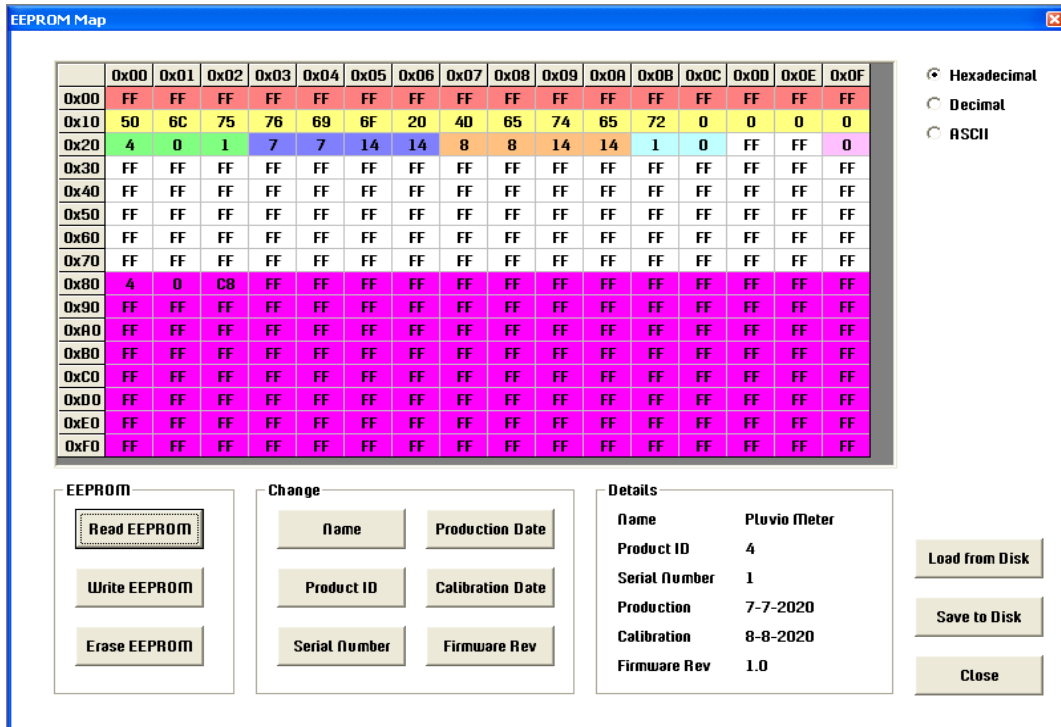 EEPROM Map
0x00 0x01 0x02 0x03 0x04 0x05 0x06 0x07 0x08 0x09 0x0A 0x0B 0x0C 0x0D 0x0E 0x0F
0x00 FF FF FF FF FF FF FF FF FF FF FF FF FF FF FF FF
0x10 50 6C 75 76 69 6F 20 4D 65 74 65 72 0 0 0 0
0x20 4 0 1 7 7 14 14 8 8 14 14 1 0 FF FF 0
0x30 FF FF FF FF FF FF FF FF FF FF FF FF FF FF FF FF
0x40 FF FF FF FF FF FF FF FF FF FF FF FF FF FF FF FF
0x50 FF FF FF FF FF FF FF FF FF FF FF FF FF FF FF FF
0x60 FF FF FF FF FF FF FF FF FF FF FF FF FF FF FF FF
0x70 FF FF FF FF FF FF FF FF FF FF FF FF FF FF FF FF
0x80 4 0 C8 FF FF FF FF FF FF FF FF FF FF FF FF FF
0x90 FF FF FF FF FF FF FF FF FF FF FF FF FF FF FF FF
0xA0 FF FF FF FF FF FF FF FF FF FF FF FF FF FF FF FF
0xB0 FF FF FF FF FF FF FF FF FF FF FF FF FF FF FF FF
0xC0 FF FF FF FF FF FF FF FF FF FF FF FF FF FF FF FF
0xD0 FF FF FF FF FF FF FF FF FF FF FF FF FF FF FF FF
0xE0 FF FF FF FF FF FF FF FF FF FF FF FF FF FF FF FF
0xF0 FF FF FF FF FF FF FF FF FF FF FF FF FF FF FF FF
Hexadecimal
Decimal
ASCII
EEPROM
Read EEPROM
Write EEPROM
Erase EEPROM
Change
Name Production Date
Product ID Calibration Date
Serial Number Firmware Rev
Details
Name Pluvio Meter
Product ID 4
Serial Number 1
Production 7-7-2020
Calibration 8-8-2020
Firmware Rev 1.0
Load from Disk
Save to Disk
Close